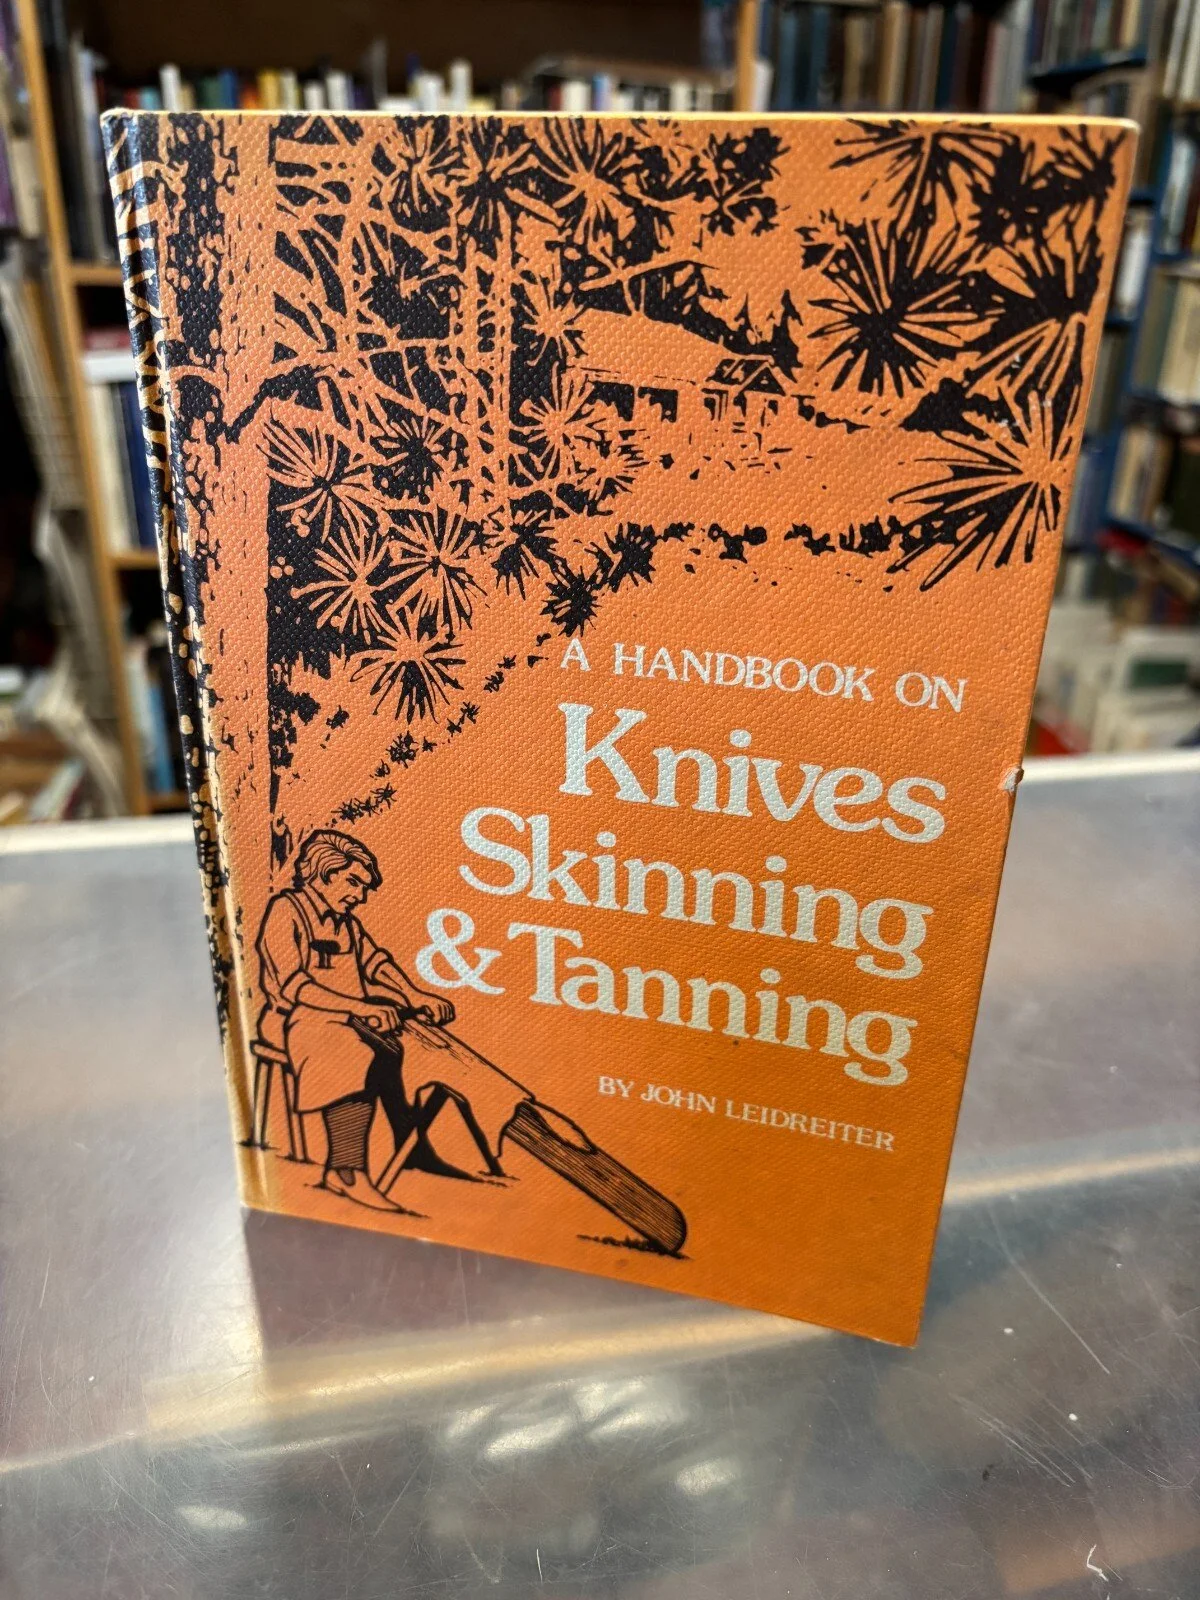 A HANDBOOK ON
Knives
Skinning
& Tanning
BY JOHN LEIDREITER